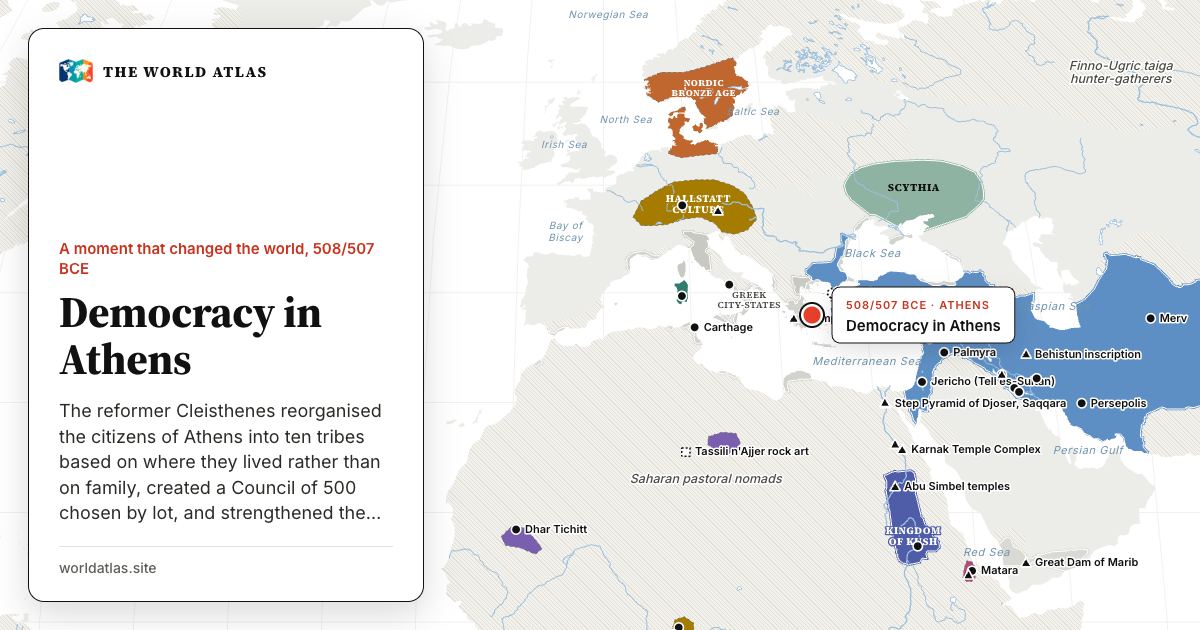 THE WORLD ATLAS
A moment that changed the world, 508/507
BCE
Democracy in
Athens
The reformer Cleisthenes reorganised
the citizens of Athens into ten tribes
based on where they lived rather than
on family, created a Council of 500
chosen by lot, and strengthened the...
worldatlas.site
Norwegian Sea
Finno-Ugric taiga
hunter-gatherers
NORDIC
BRONZE AGE
Baltic Sea
North Sea
Irish Sea
SCYTHIA
HALLSTATT
CULTURE
Bay of
Biscay
Black Sea
GREEK
CITY-STATES
508/507 BCE · ATHENS
Democracy in Athens
Merv
Carthage
Mediterranean Sea
Palmyra
Behistun inscription
Jericho (Tell es-Sultan)
Step Pyramid of Djoser, Saqqara
Persepolis
Tassili n'Ajjer rock art
Karnak Temple Complex
Persian Gulf
Saharan pastoral nomads
Abu Simbel temples
Dhar Tichitt
KINGDOM
OF KUSH
Red Sea
Matara
Great Dam of Marib